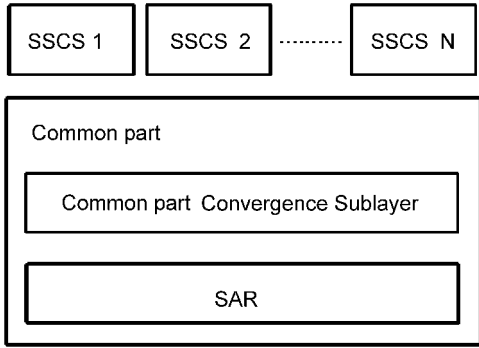 SSCS 1 SSCS 2 SSCS N
Common part
Common part Convergence Sublayer
SAR